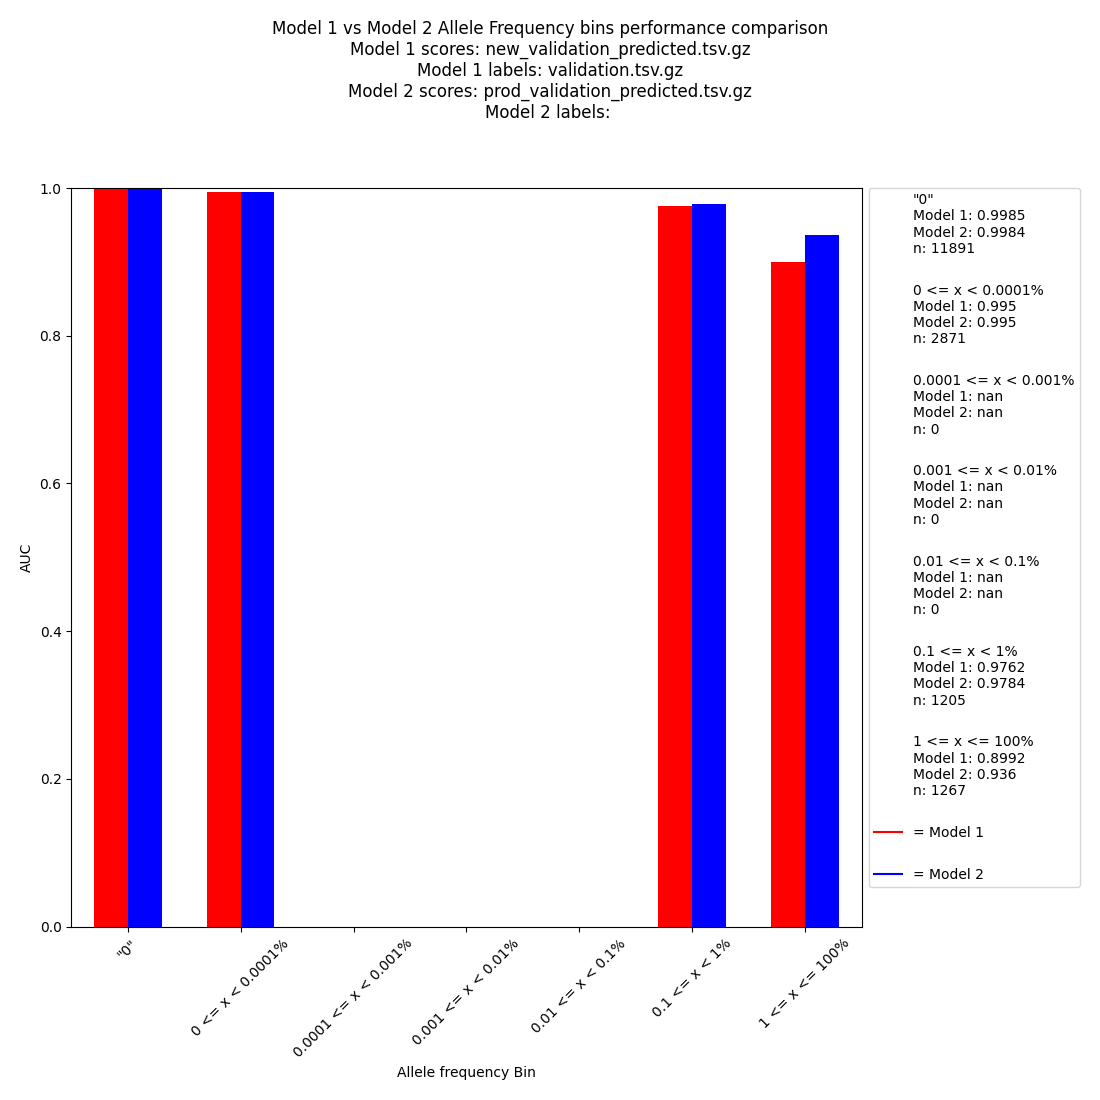 Model 1 vs Model 2 Allele Frequency bins performance comparison
Model 1 scores: new_validation_predicted.tsv.gz
Model 1 labels: validation.tsv.gz
Model 2 scores: prod_validation_predicted.tsv.gz
Model 2 labels:
1.0
0.8
0.6
0.4
0.2
0.0
AUC
"0"
0 <= x < 0.0001%
0.0001 <= x < 0.001%
0.001 <= x < 0.01%
0.01 <= x < 0.1%
0.1 <= x < 1%
1 <= x <= 100%
Allele frequency Bin
"0"
Model 1: 0.9985
Model 2: 0.9984
n: 11891
0 <= x < 0.0001%
Model 1: 0.995
Model 2: 0.995
n: 2871
0.0001 <= x < 0.001%
Model 1: nan
Model 2: nan
n: 0
0.001 <= x < 0.01%
Model 1: nan
Model 2: nan
n: 0
0.01 <= x < 0.1%
Model 1: nan
Model 2: nan
n: 0
0.1 <= x < 1%
Model 1: 0.9762
Model 2: 0.9784
n: 1205
1 <= x <= 100%
Model 1: 0.8992
Model 2: 0.936
n: 1267
= Model 1
= Model 2